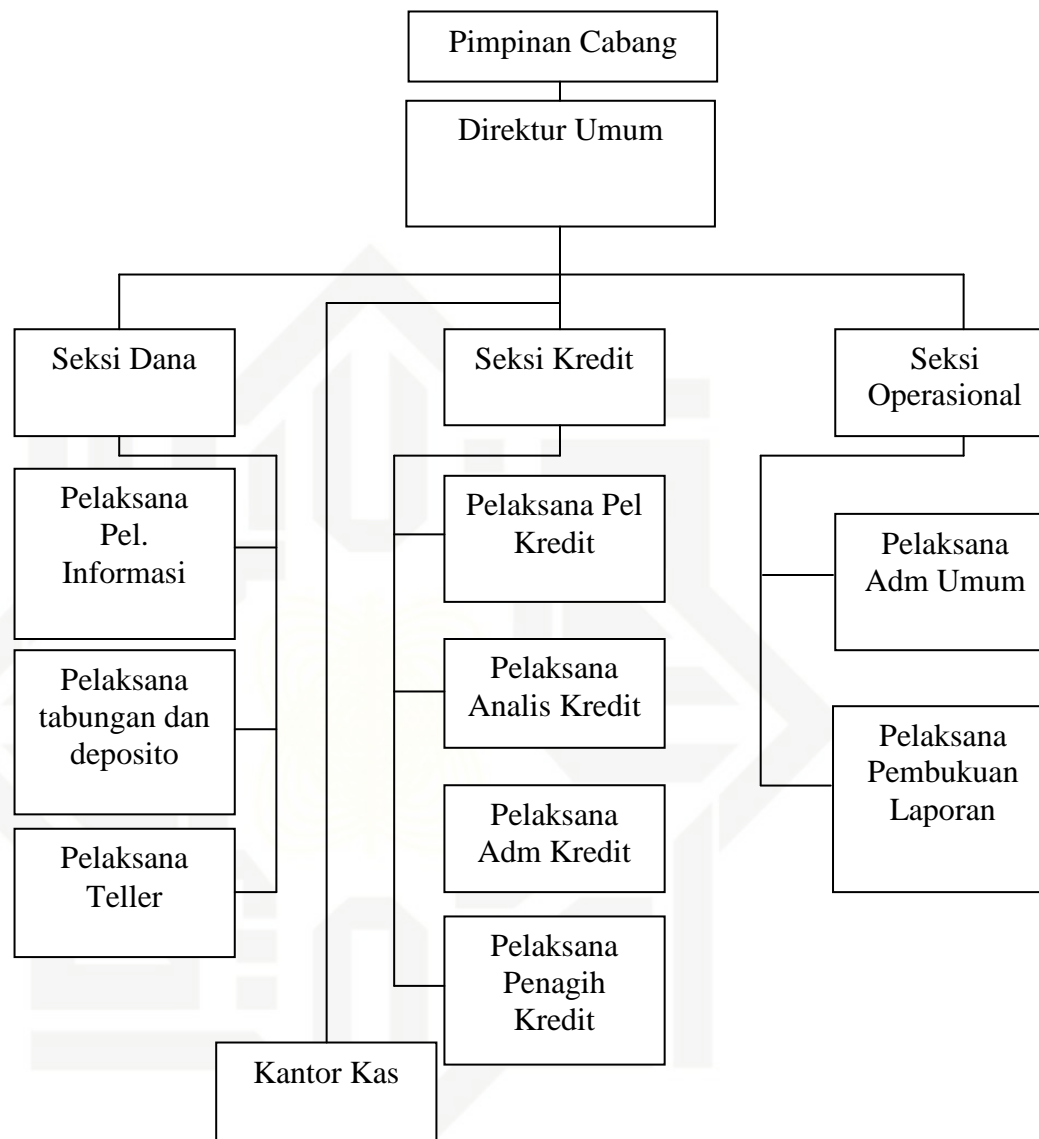 Pimpinan Cabang
Direktur Umum
Seksi Dana
Seksi Kredit
Seksi
Operasional
Pelaksana
Pel.
Informasi
Pelaksana
tabungan dan
deposito
Pelaksana
Teller
Pelaksana Pel
Kredit
Pelaksana
Analis Kredit
Pelaksana
Adm Kredit
Pelaksana
Penagih
Kredit
Pelaksana
Adm Umum
Pelaksana
Pembukuan
Laporan
Kantor Kas